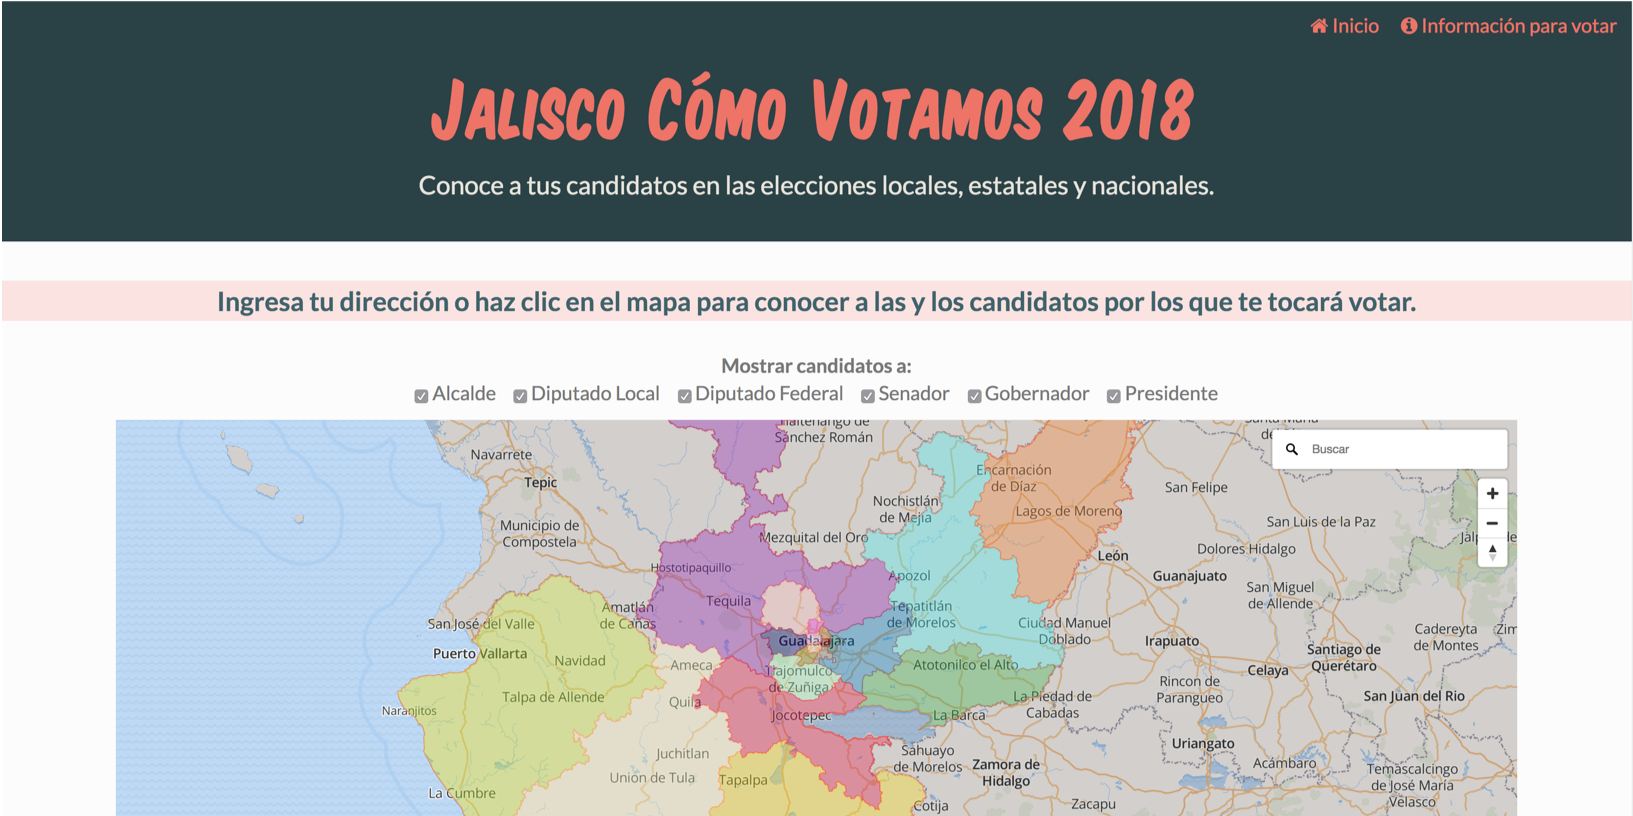 Inicio
Información para votar
Jalisco Cómo Votamos 2018
Conoce a tus candidatos en las elecciones locales, estatales y nacionales.
Ingresa tu dirección o haz clic en el mapa para conocer a las y los candidatos por los que te tocará votar.
Mostrar candidatos a:
Alcalde Diputado Local Diputado Federal Senador Gobernador Presidente
Sánchez Román
Buscar
Navarrete
Tepic
Encarnación
de Díaz
San Felipe
Nochistlán
de Mejía
Lagos de Moreno
Municipio de
Compostela
San Luis de la Paz
Mezquital del Oro
León
Dolores Hidalgo
Hostotipaquillo
Apozol
Guanajuato
San Miguel
de Allende
Tequila
Amatlán
de Cañas
Tepatitlán
de Morelos
San José del Valle
Ciudad Manuel
Doblado
Cadereyta
de Montes
Guadalajara
Irapuato
Santiago de
Querétaro
Puerto Vallarta
Navidad
Ameca
Atotonilco el Alto
Celaya
Tlajomulco
de Zúñiga
Rincon de
Parangueo
Talpa de Allende
Quila
La Piedad de
Cabadas
San Juan del Rio
Naranjitos
Jocotepec
La Barca
Uriangato
Juchitlan
Sahuayo
de Morelos
Zamora de
Hidalgo
Acámbaro
Temascalcingo
de José María
Velasco
Union de Tula
Tapalpa
La Cumbre
Cotija
Zacapu